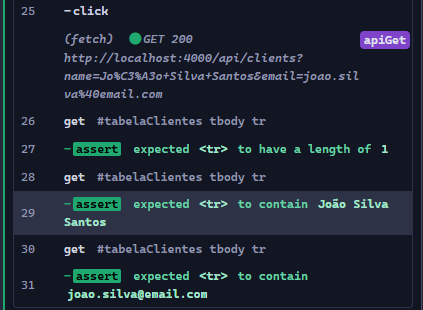 25 -click
(fetch) GET 200 apiGet
http://localhost:4000/api/clients?
name=Jo%C3%A3o+Silva+Santos&email=joao.sil
va%40email.com
26 get #tabelaClientes tbody tr
27 -assert expected <tr> to have a length of 1
28 get #tabelaClientes tbody tr
29 -assert expected <tr> to contain João Silva
Santos
30 get #tabelaClientes tbody tr
31 -assert expected <tr> to contain
joao.silva@email.com